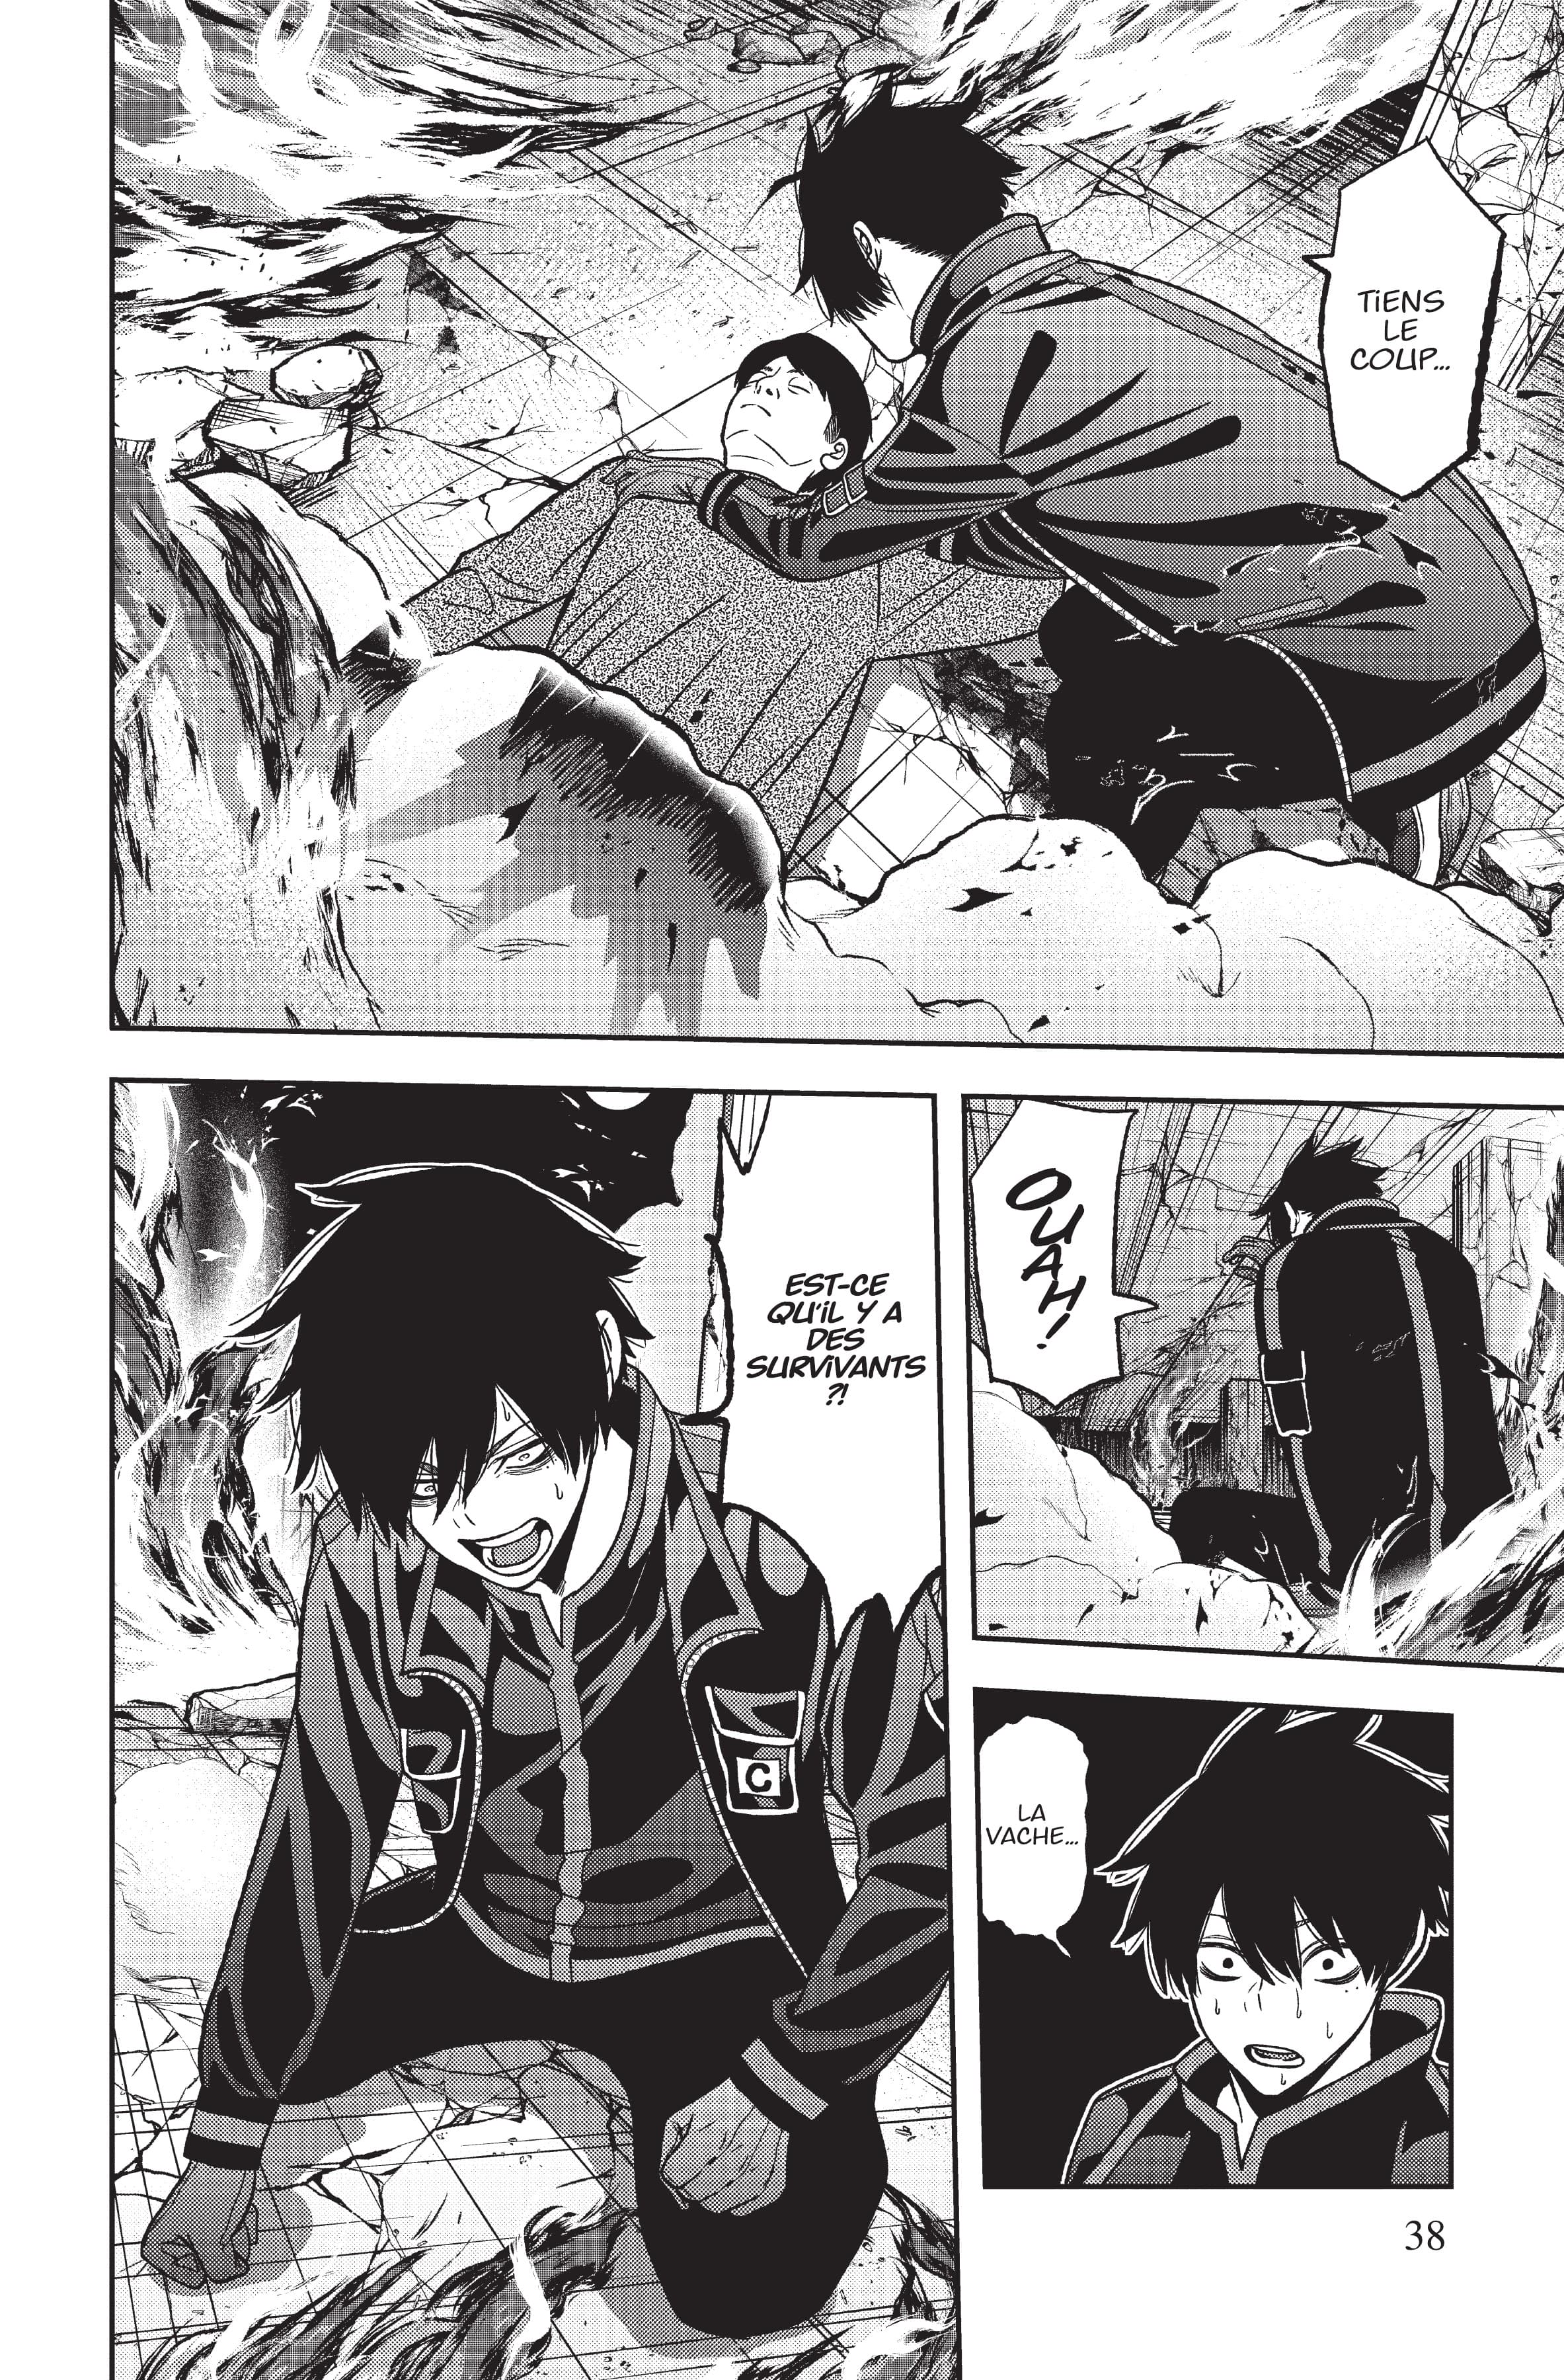 TiENS
LE
COUP...
OUAH!
LA
VACHE...
EST-CE
QU'iL Y A
DES
SURViVANTS
?!
C
38